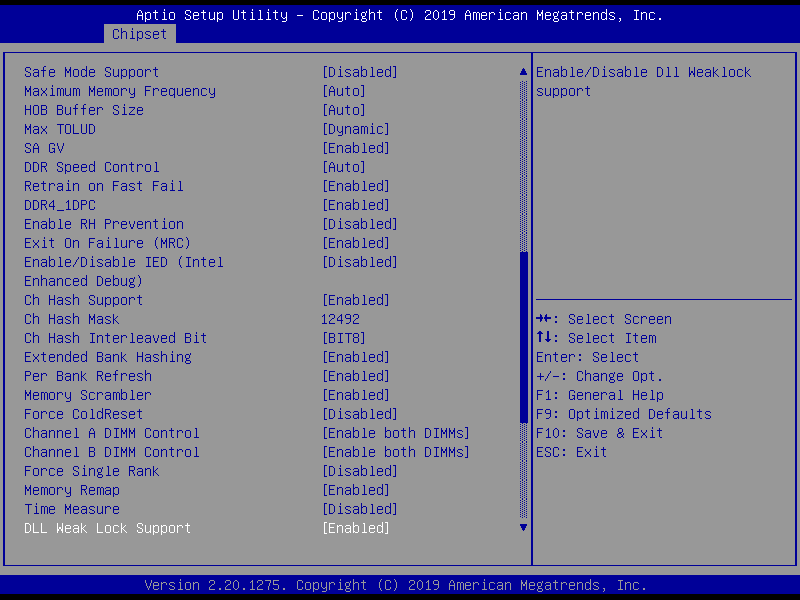 Aptio Setup Utility – Copyright (C) 2019 American Megatrends, Inc.
Chipset
Safe Mode Support [Disabled]
Maximum Memory Frequency [Auto]
HOB Buffer Size [Auto]
Max TOLUD [Dynamic]
SA GV [Enabled]
DDR Speed Control [Auto]
Retrain on Fast Fail [Enabled]
DDR4_1DPC [Enabled]
Enable RH Prevention [Disabled]
Exit On Failure (MRC) [Enabled]
Enable/Disable IED (Intel [Disabled]
Enhanced Debug)
Ch Hash Support [Enabled]
Ch Hash Mask 12492
Ch Hash Interleaved Bit [BIT8]
Extended Bank Hashing [Enabled]
Per Bank Refresh [Enabled]
Memory Scrambler [Enabled]
Force ColdReset [Disabled]
Channel A DIMM Control [Enable both DIMMs]
Channel B DIMM Control [Enable both DIMMs]
Force Single Rank [Disabled]
Memory Remap [Enabled]
Time Measure [Disabled]
DLL Weak Lock Support [Enabled]
Enable/Disable Dll Weaklock
support
→←: Select Screen
↑↓: Select Item
Enter: Select
+/-: Change Opt.
F1: General Help
F9: Optimized Defaults
F10: Save & Exit
ESC: Exit
Version 2.20.1275. Copyright (C) 2019 American Megatrends, Inc.